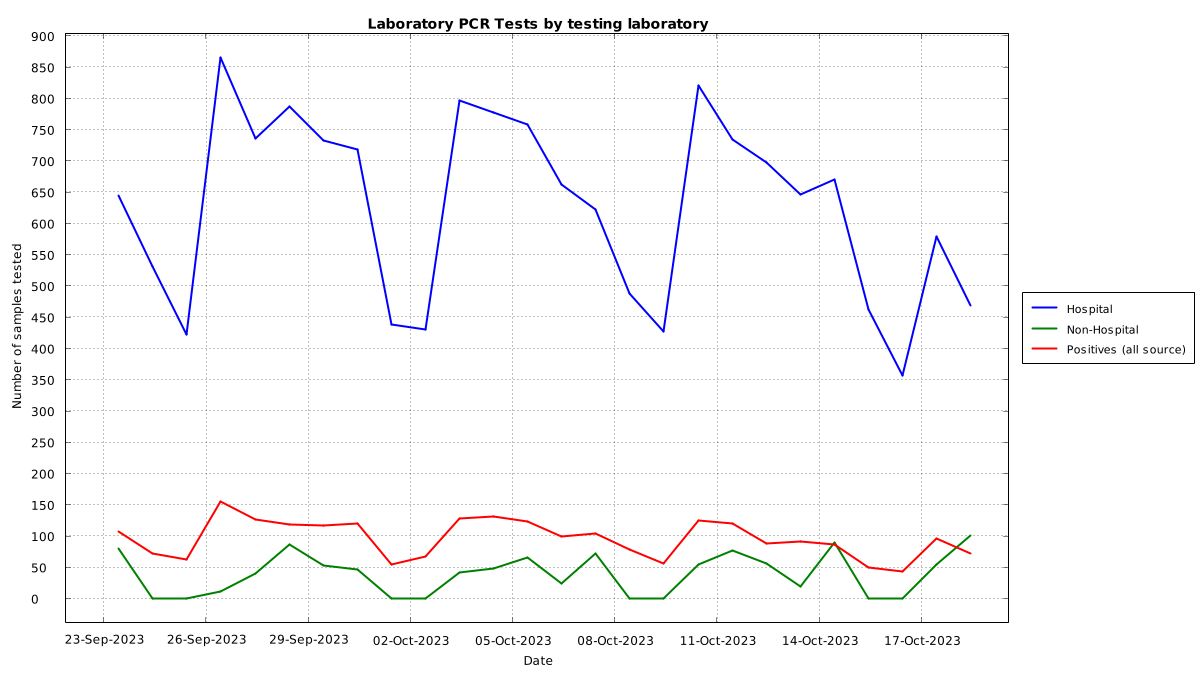 Laboratory PCR Tests by testing laboratory
900
850
800
750
700
650
600
550
500
450
400
350
300
250
200
150
100
50
0
Number of samples tested
23-Sep-2023 26-Sep-2023 29-Sep-2023 02-Oct-2023 05-Oct-2023 08-Oct-2023 11-Oct-2023 14-Oct-2023 17-Oct-2023
Date
Hospital
Non-Hospital
Positives (all source)